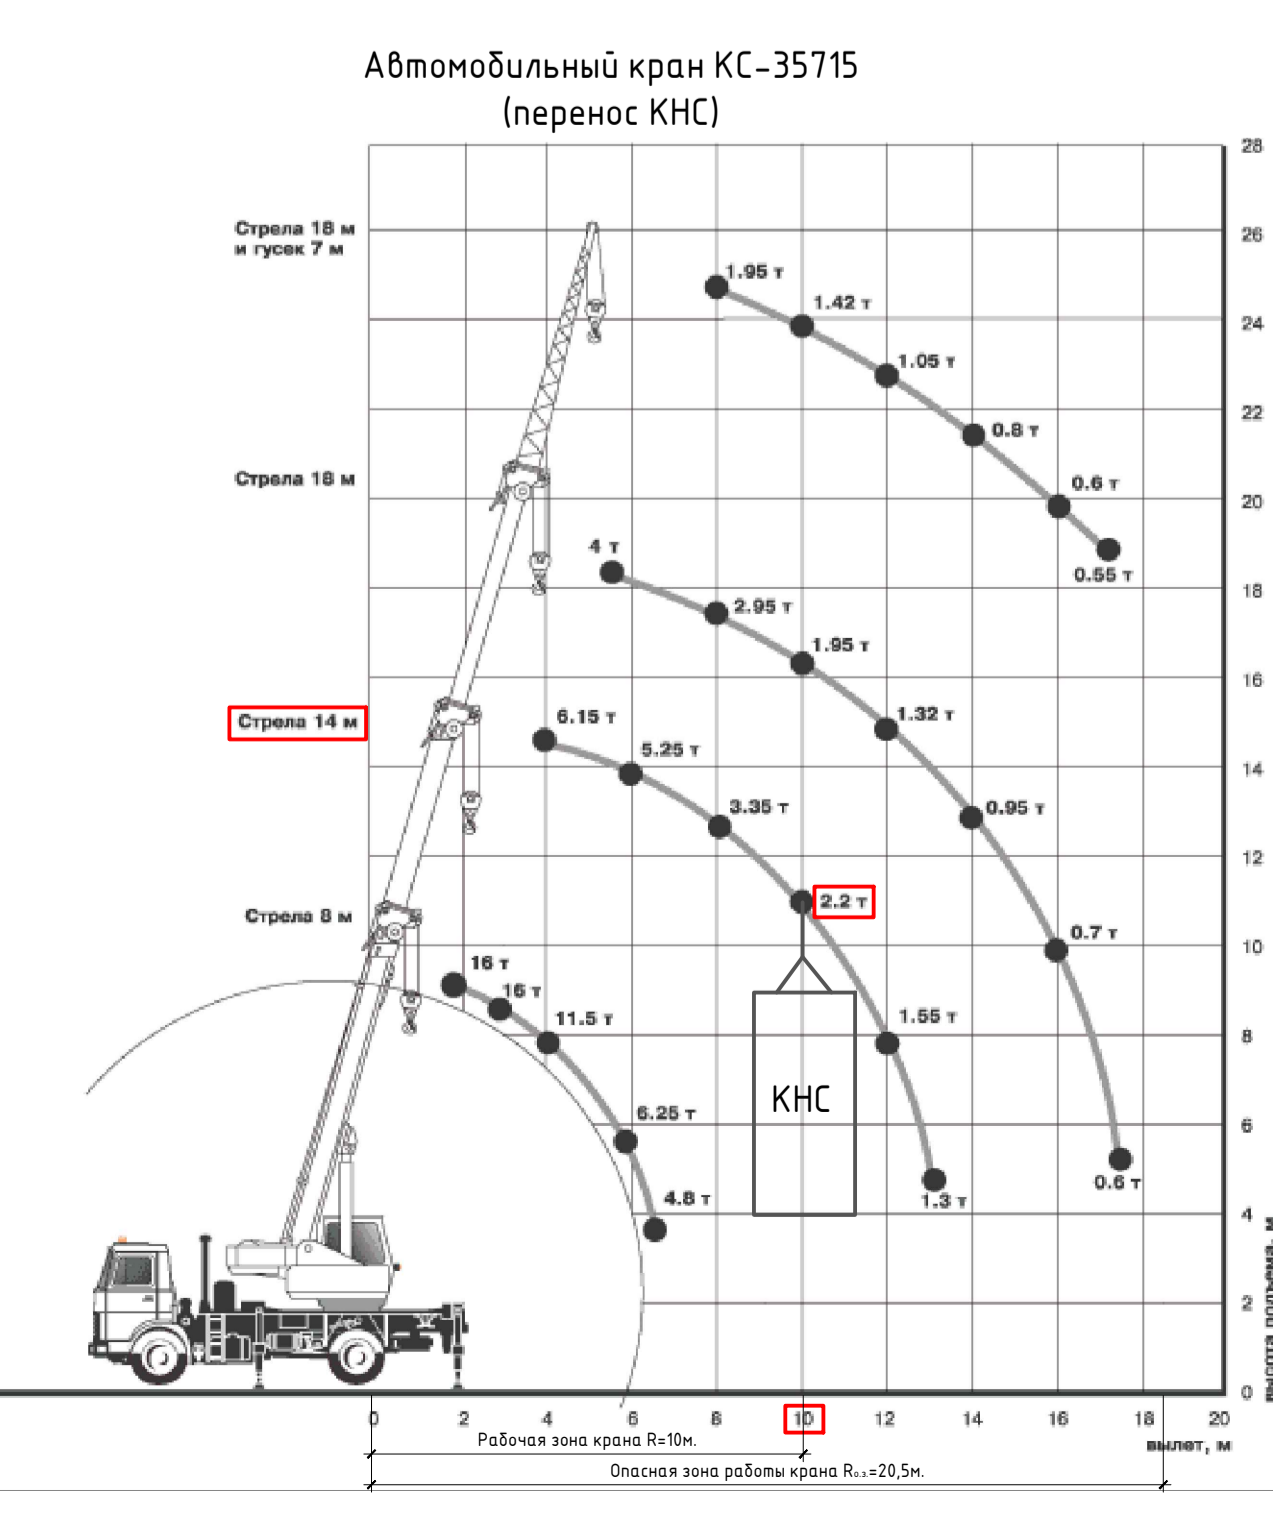 Автомобильный кран КС-35715
(перенос КНС)
28
Стрела 18 м
и гусек 7 м
26
1.95 т
1.42 т
24
1.05 т
22
0.8 т
Стрела 18 м
0.6 т
20
4 т
0.55 т
18
2.95 т
1.95 т
16
Стрела 14 м
6.15 т
1.32 т
5.25 т
14
3.35 т
0.95 т
12
2.2 т
Стрела 8 м
0.7 т
10
16 т
16 т
11.5 т
1.55 т
8
КНС
6.25 т
6
4.8 т
1.3 т
0.6 т
4
2
0
высота подъема, м
0 2 4 6 8 10 12 14 16 18 20
вылет, м
Рабочая зона крана R=10м.
Опасная зона работы крана Rо.з.=20,5м.